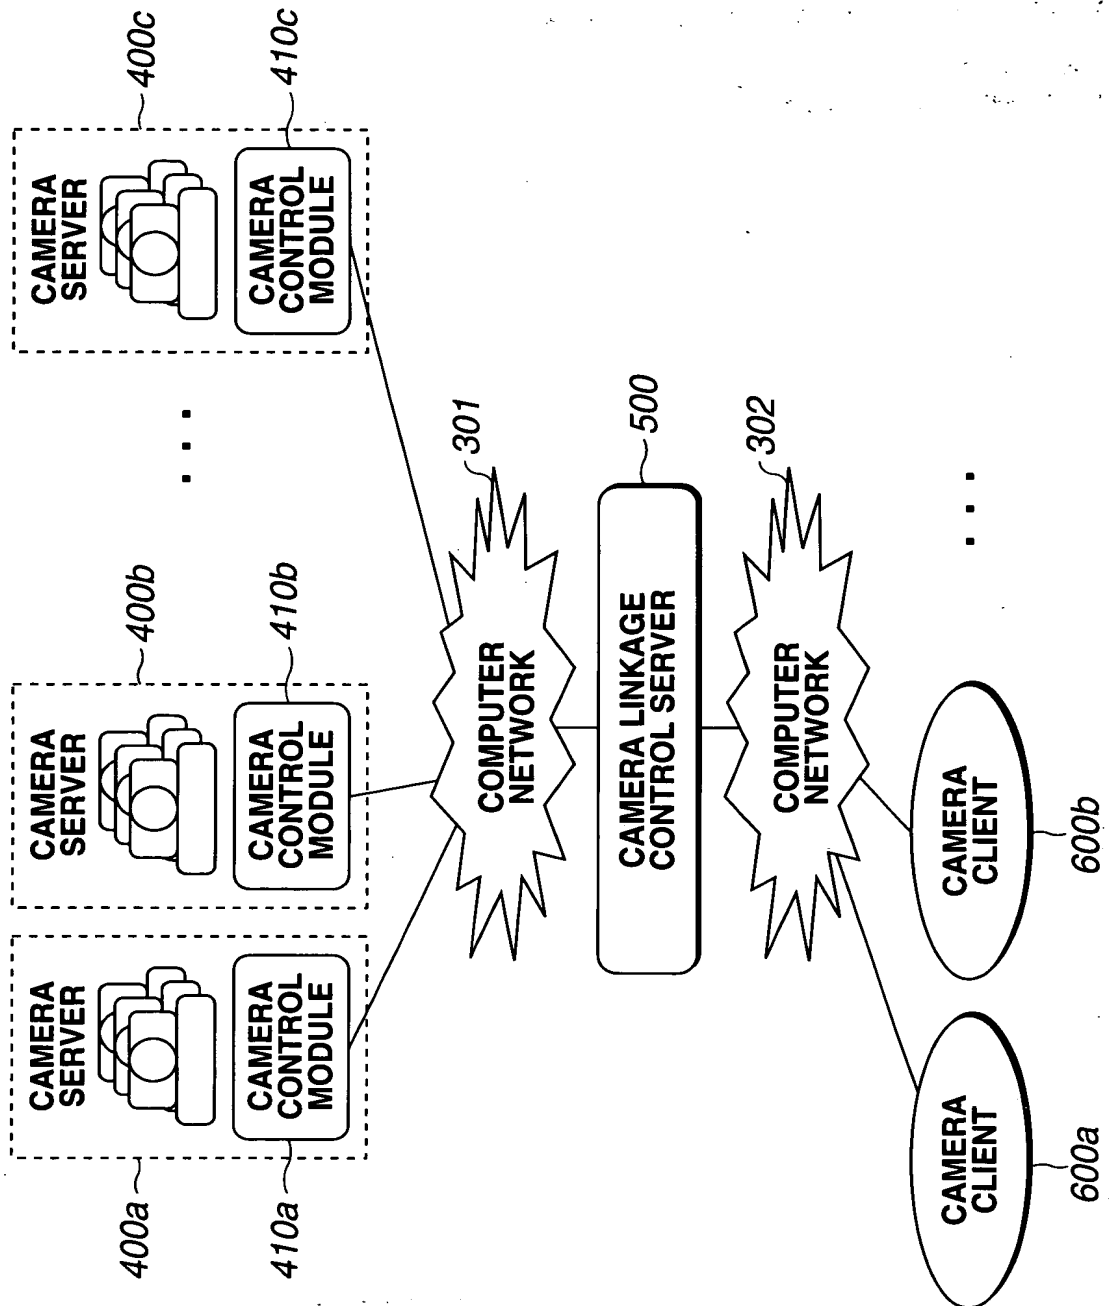 CAMERA
SERVER
CAMERA
CONTROL
MODULE
400a
410a
CAMERA
SERVER
CAMERA
CONTROL
MODULE
400b
410b
. . .
CAMERA
SERVER
CAMERA
CONTROL
MODULE
400c
410c
COMPUTER
NETWORK
301
CAMERA LINKAGE
CONTROL SERVER
500
COMPUTER
NETWORK
302
CAMERA
CLIENT
600a
CAMERA
CLIENT
600b
. . .